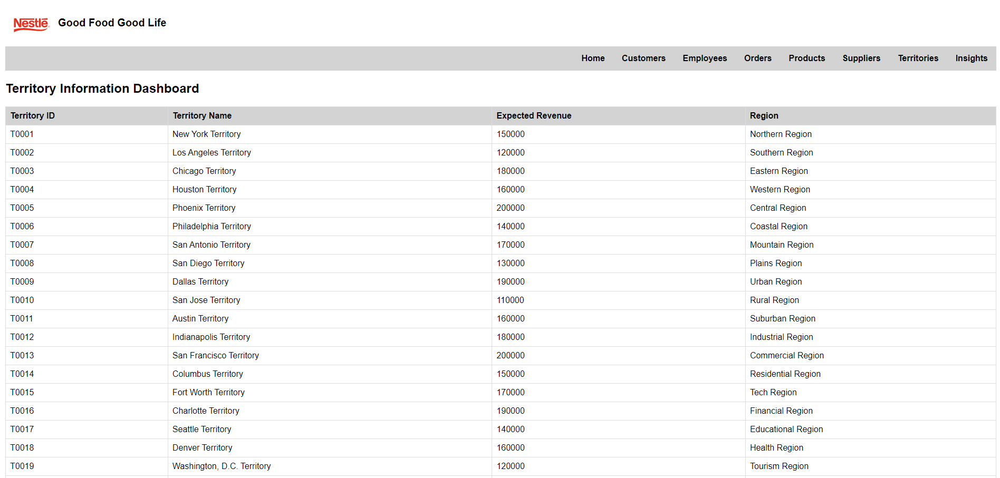 Nestlé Good Food Good Life
Home Customers Employees Orders Products Suppliers Territories Insights
Territory Information Dashboard
Territory ID Territory Name Expected Revenue Region
T0001 New York Territory 150000 Northern Region
T0002 Los Angeles Territory 120000 Southern Region
T0003 Chicago Territory 180000 Eastern Region
T0004 Houston Territory 160000 Western Region
T0005 Phoenix Territory 200000 Central Region
T0006 Philadelphia Territory 140000 Coastal Region
T0007 San Antonio Territory 170000 Mountain Region
T0008 San Diego Territory 130000 Plains Region
T0009 Dallas Territory 190000 Urban Region
T0010 San Jose Territory 110000 Rural Region
T0011 Austin Territory 160000 Suburban Region
T0012 Indianapolis Territory 180000 Industrial Region
T0013 San Francisco Territory 200000 Commercial Region
T0014 Columbus Territory 150000 Residential Region
T0015 Fort Worth Territory 170000 Tech Region
T0016 Charlotte Territory 190000 Financial Region
T0017 Seattle Territory 140000 Educational Region
T0018 Denver Territory 160000 Health Region
T0019 Washington, D.C. Territory 120000 Tourism Region